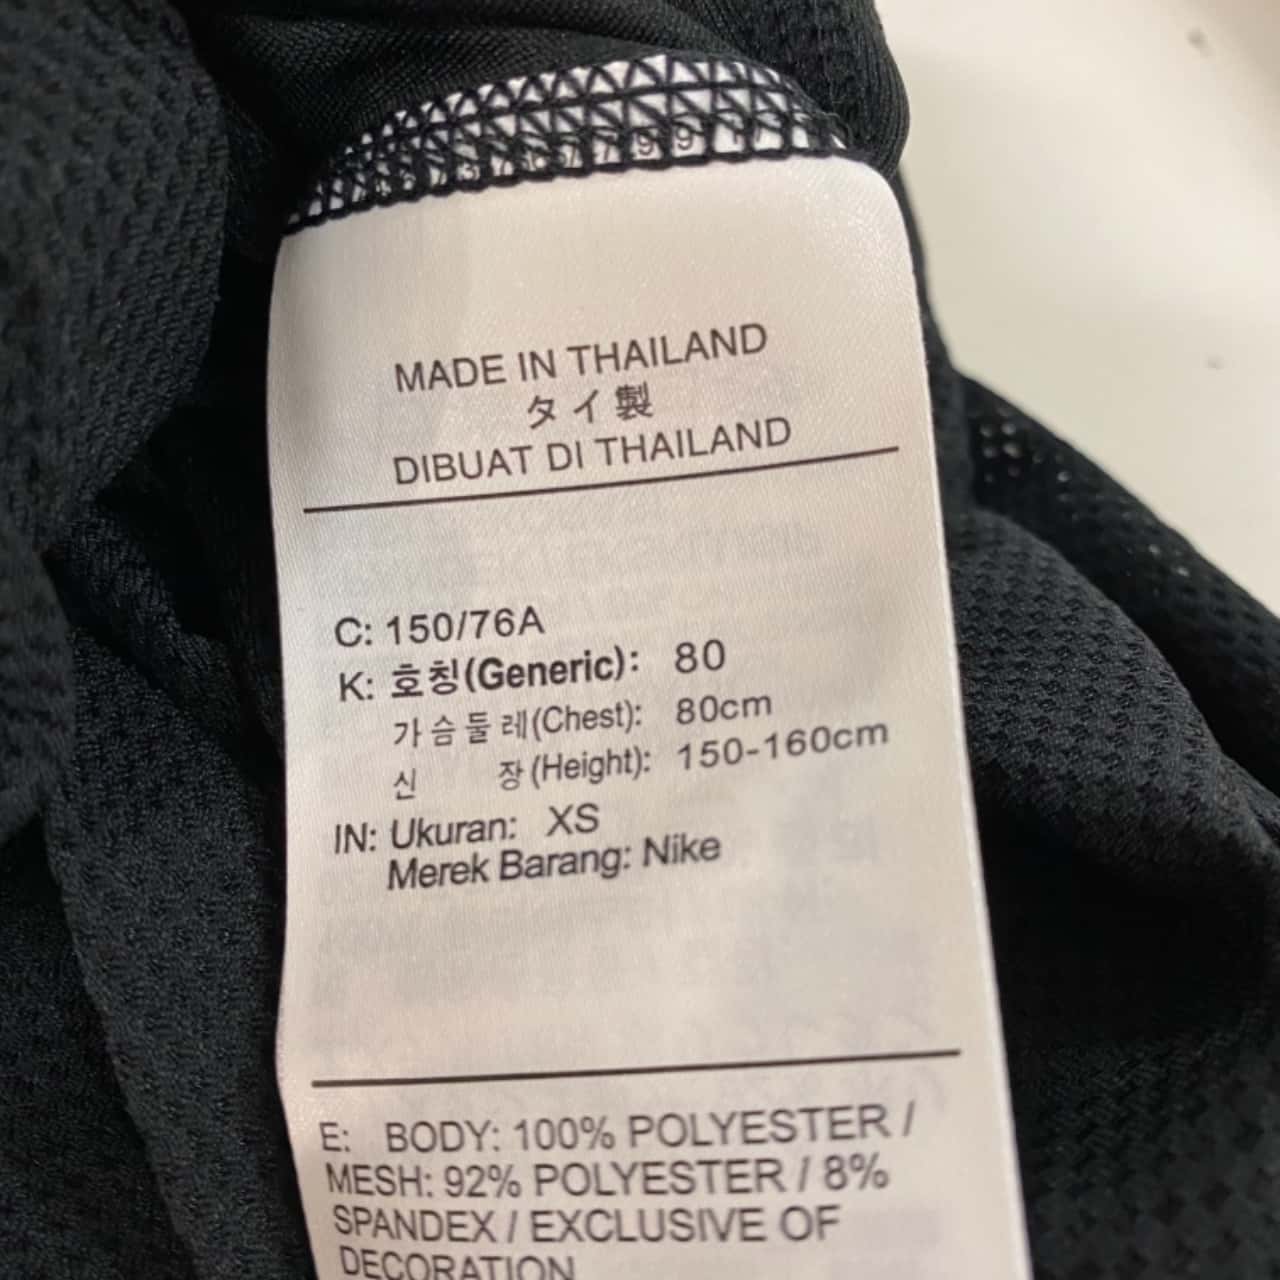 MADE IN THAILAND
タイ製
DIBUAT DI THAILAND
C: 150/76A
K: 호칭(Generic): 80
가슴둘레(Chest): 80cm
신 장(Height): 150-160cm
IN: Ukuran: XS
Merek Barang: Nike
E: BODY: 100% POLYESTER /
MESH: 92% POLYESTER / 8%
SPANDEX / EXCLUSIVE OF
DECORATION